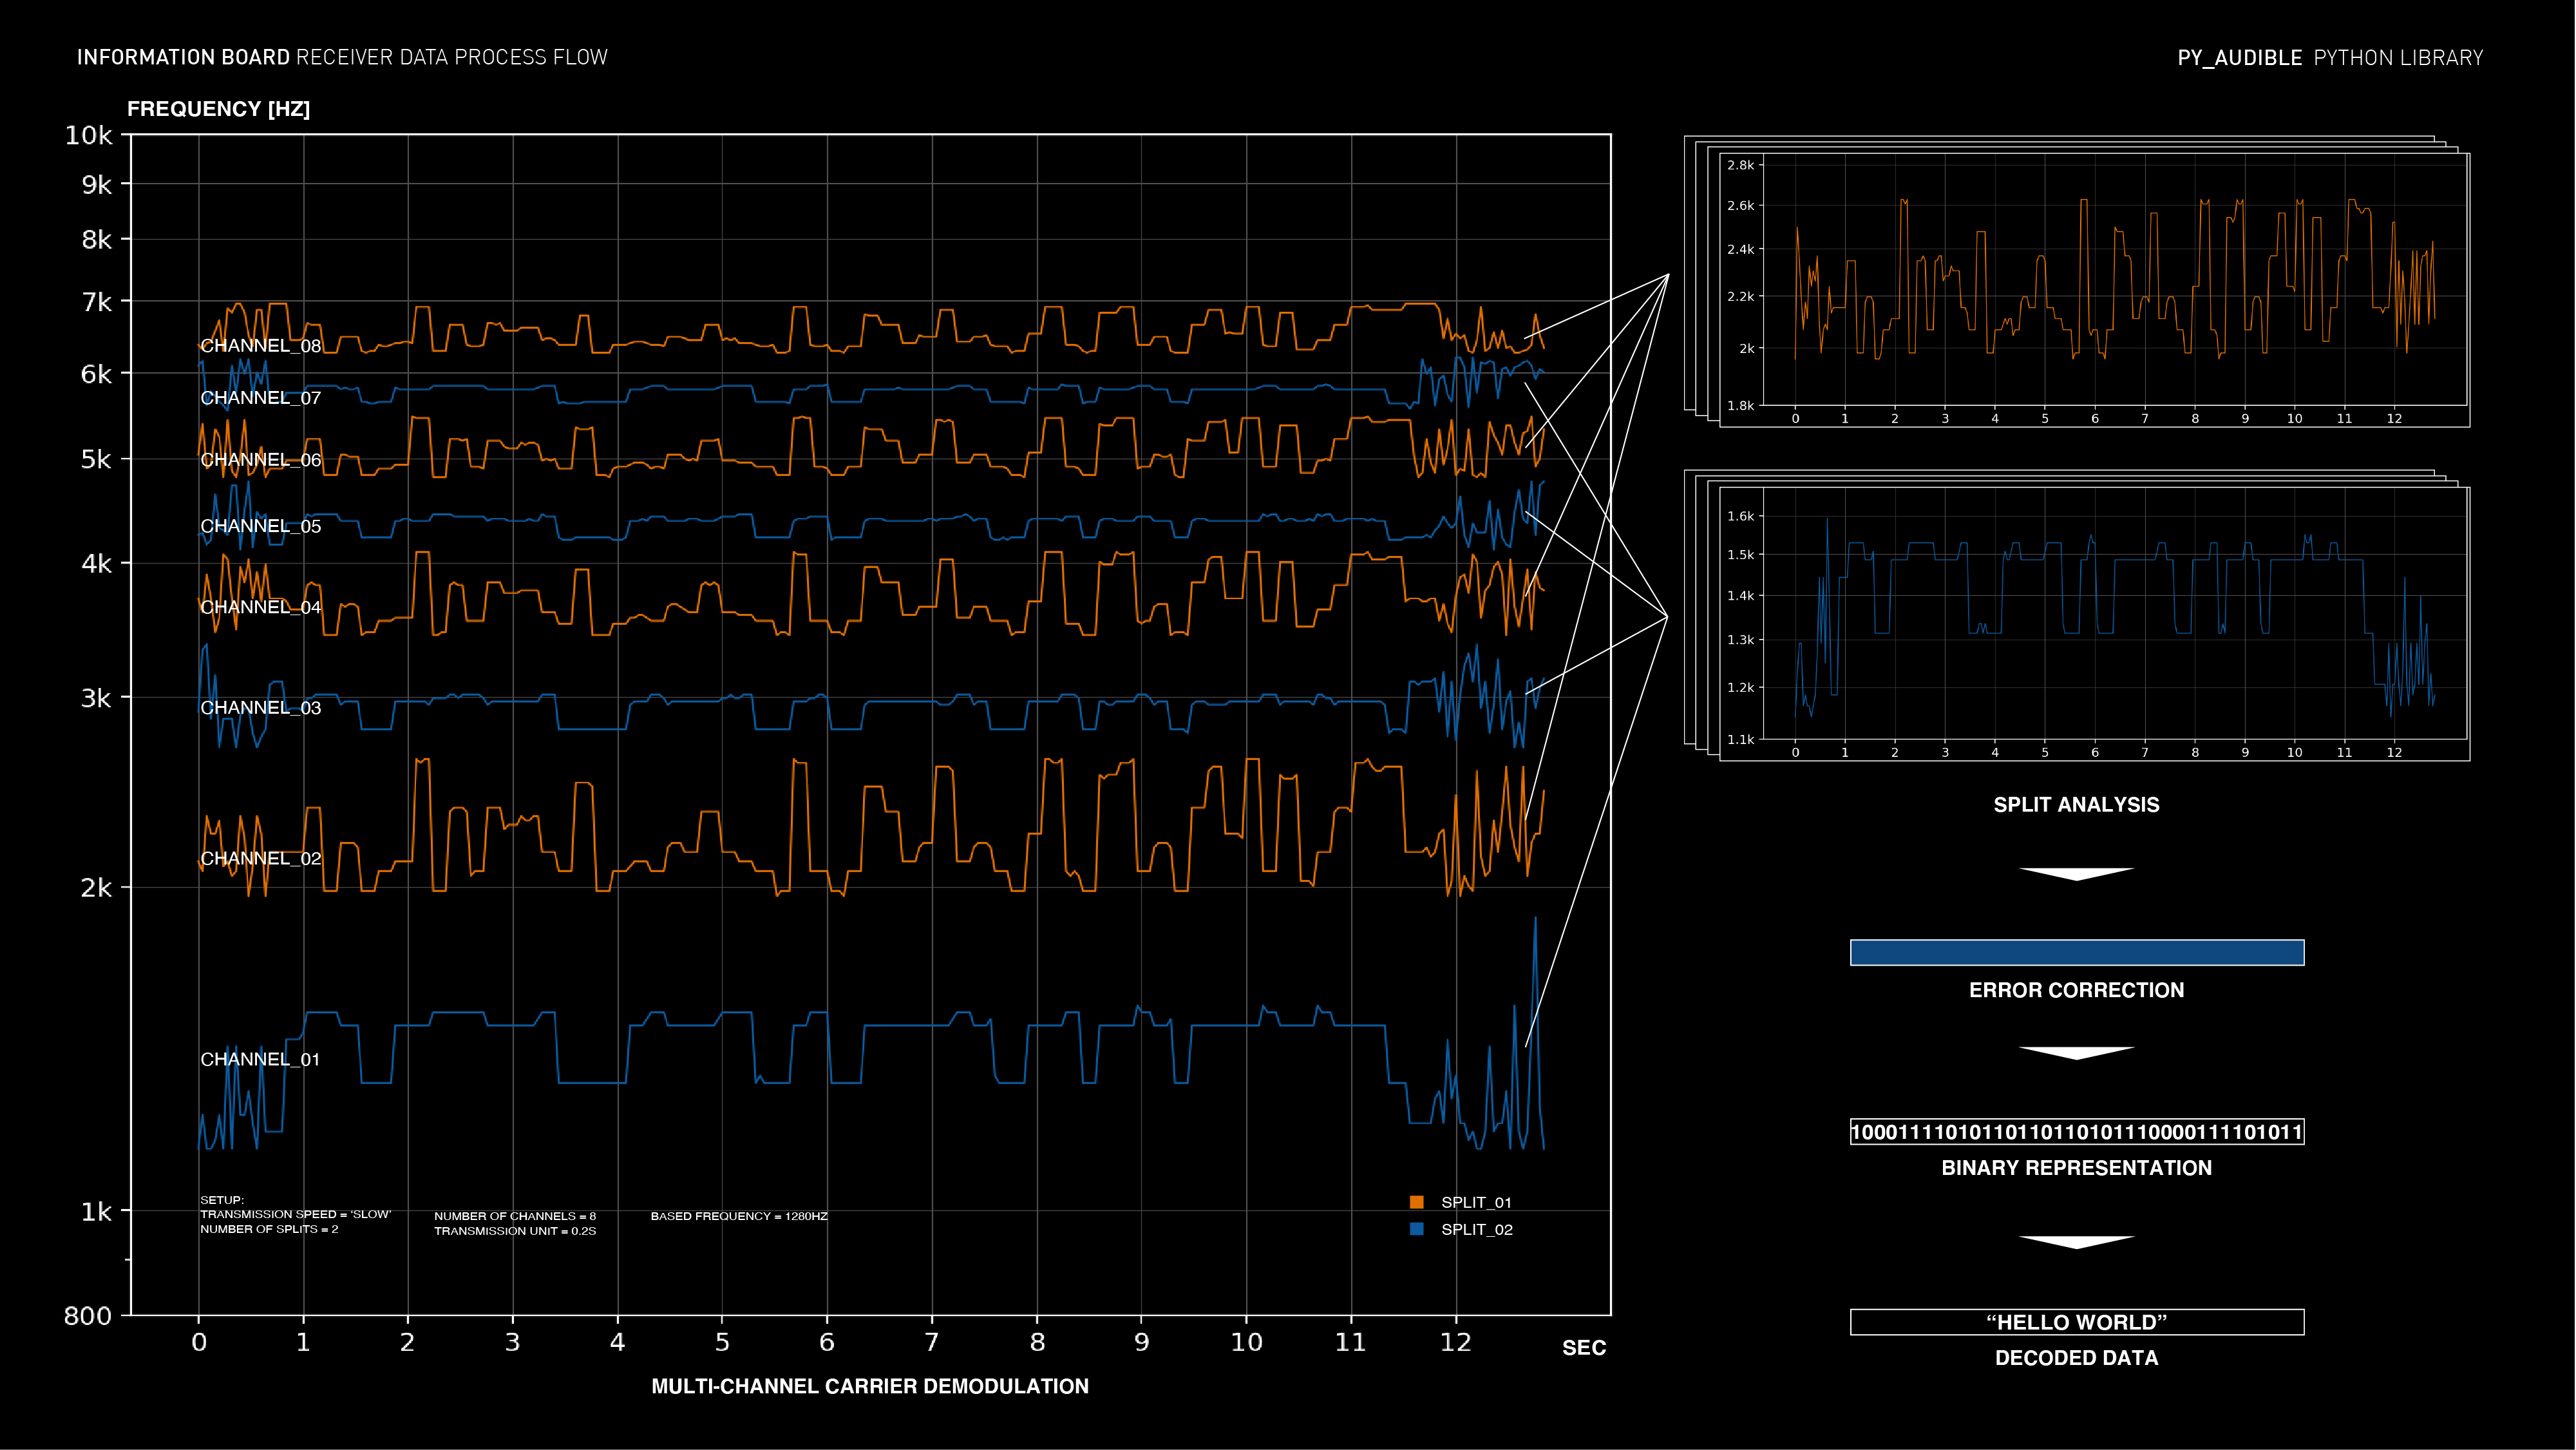 INFORMATION BOARD RECEIVER DATA PROCESS FLOW
PY_AUDIBLE PYTHON LIBRARY
FREQUENCY [HZ]
10k
9k
8k
7k
6k
5k
4k
3k
2k
1k
800
CHANNEL_08
CHANNEL_07
CHANNEL_06
CHANNEL_05
CHANNEL_04
CHANNEL_03
CHANNEL_02
CHANNEL_01
SETUP:
TRANSMISSION SPEED = 'SLOW'
NUMBER OF SPLITS = 2
NUMBER OF CHANNELS = 8
TRANSMISSION UNIT = 0.2S
BASED FREQUENCY = 1280HZ
SPLIT_01
SPLIT_02
0 1 2 3 4 5 6 7 8 9 10 11 12 SEC
MULTI-CHANNEL CARRIER DEMODULATION
2.8k
2.6k
2.4k
2.2k
2k
1.8k
0 1 2 3 4 5 6 7 8 9 10 11 12
1.6k
1.5k
1.4k
1.3k
1.2k
1.1k
0 1 2 3 4 5 6 7 8 9 10 11 12
SPLIT ANALYSIS
ERROR CORRECTION
10001111010110110110101110000111101011
BINARY REPRESENTATION
“HELLO WORLD”
DECODED DATA